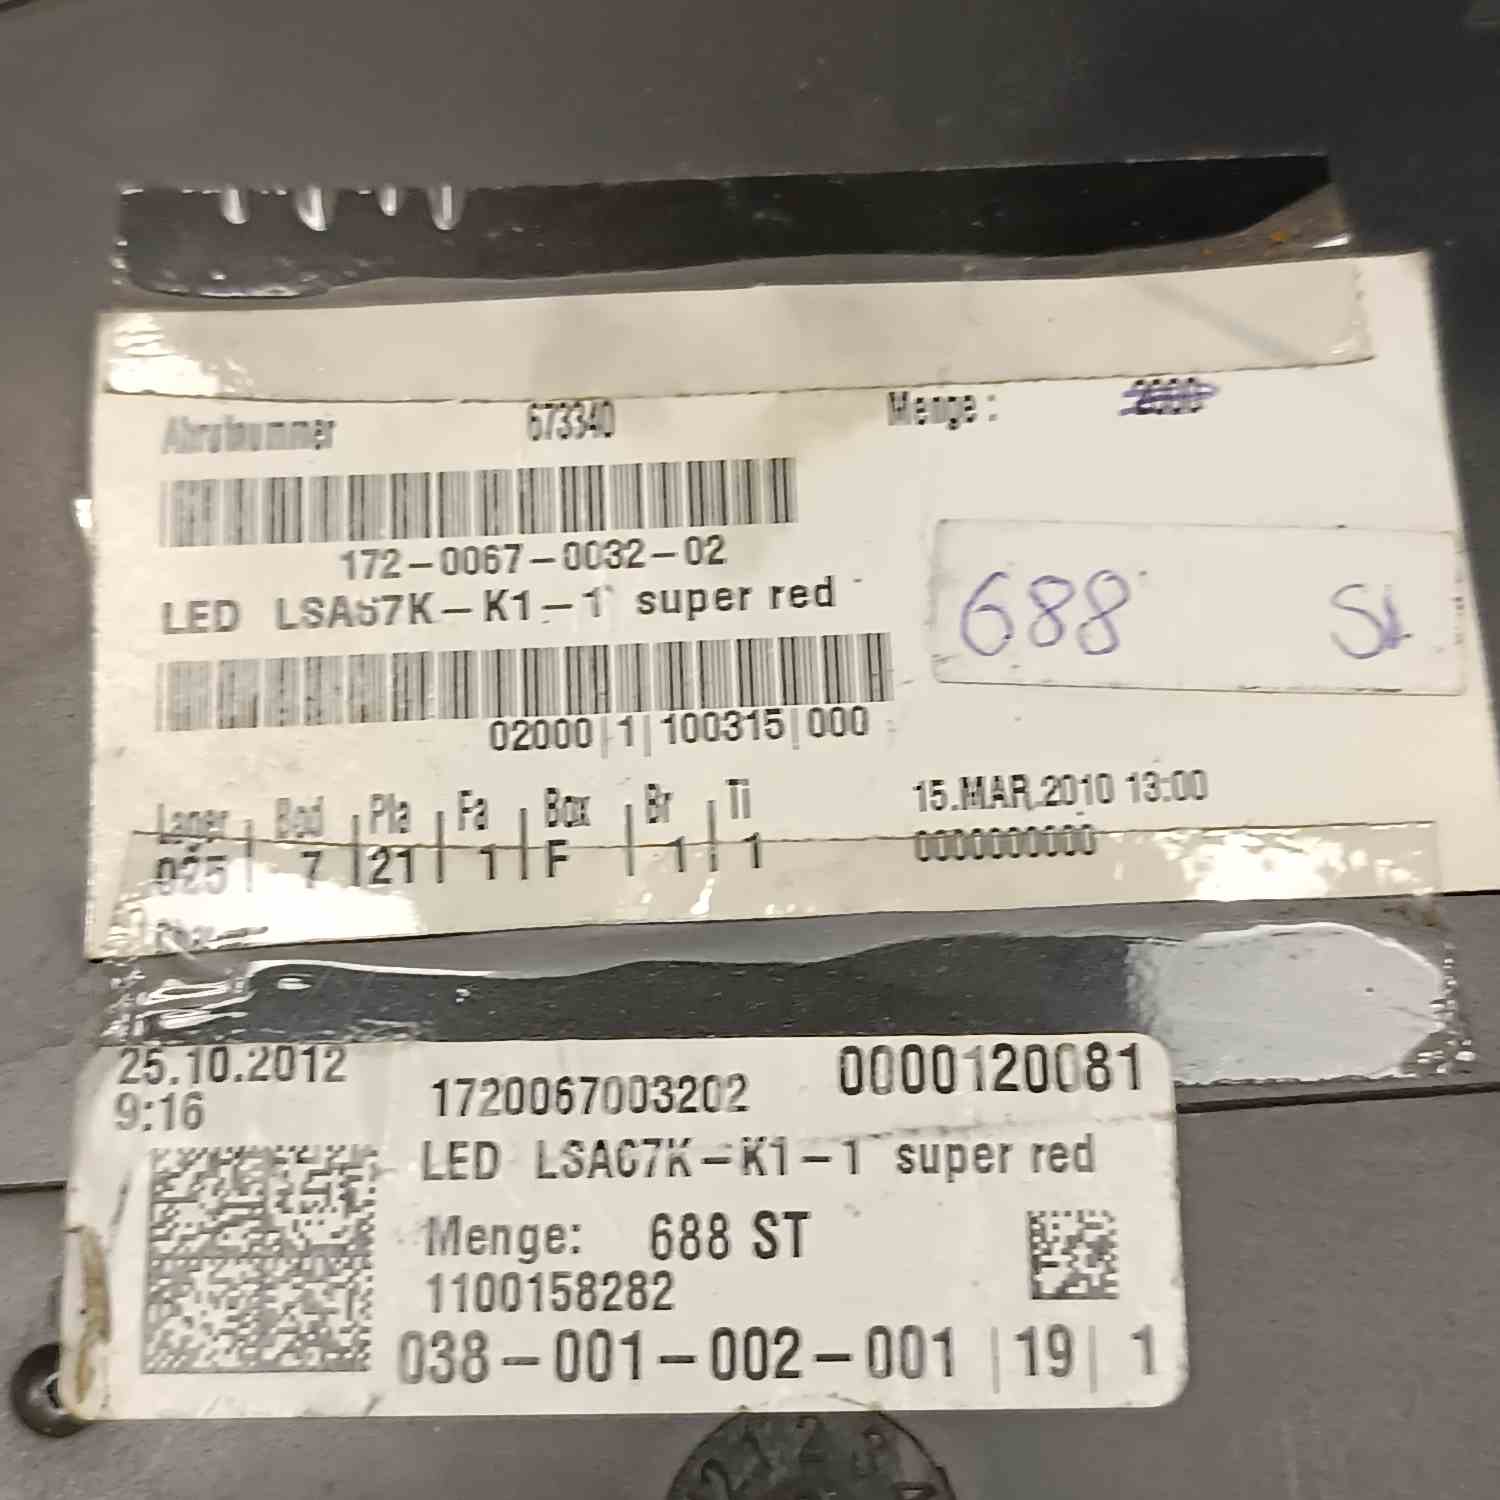 Abrufnummer 673340 Menge : 2000
172-0067-0032-02
LED LSA67K-K1-1 super red
688 St
02000|1|100315|000
Lager | Bod | Pla | Fa | Box | Br | Ti
025 | 7 | 21 | 1 | F | 1 | 1
15.MAR.2010 13:00
0000000000
25.10.2012
9:16
1720067003202 0000120081
LED LSAC7K-K1-1 super red
Menge: 688 ST
1100158282
038-001-002-001 |19| 1